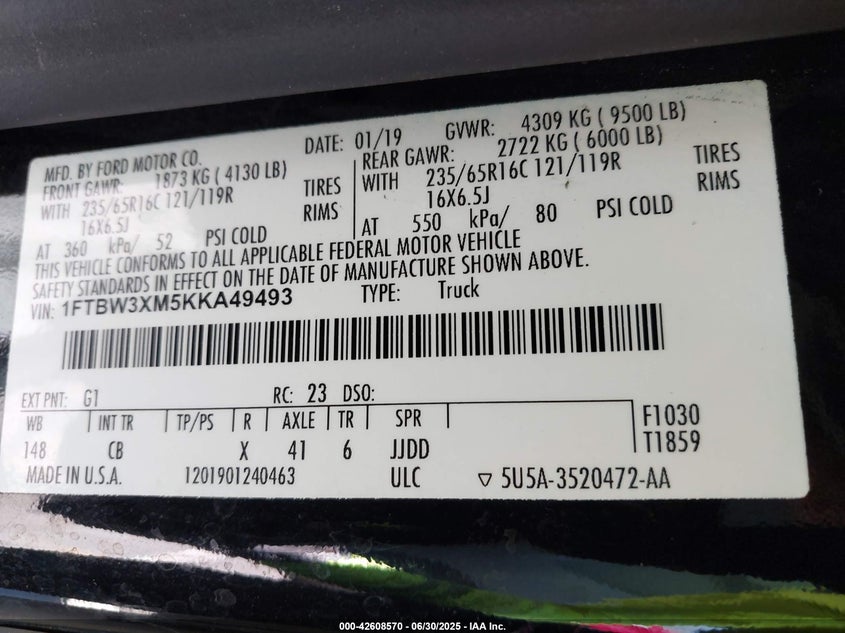 MFD. BY FORD MOTOR CO. DATE: 01/19 GVWR: 4309 KG ( 9500 LB)
FRONT GAWR: 1873 KG ( 4130 LB) REAR GAWR: 2722 KG ( 6000 LB)
WITH 235/65R16C 121/119R TIRES WITH 235/65R16C 121/119R TIRES
16X6.5J RIMS 16X6.5J RIMS
AT 360 kPa/ 52 PSI COLD AT 550 kPa/ 80 PSI COLD
THIS VEHICLE CONFORMS TO ALL APPLICABLE FEDERAL MOTOR VEHICLE
SAFETY STANDARDS IN EFFECT ON THE DATE OF MANUFACTURE SHOWN ABOVE.
VIN: 1FTBW3XM5KKA49493 TYPE: Truck
EXT PNT: G1 RC: 23 DSO:
WB INT TR TP/PS R AXLE TR SPR F1030
148 CB X 41 6 JJDD T1859
MADE IN U.S.A. 1201901240463 ULC ▽ 5U5A-3520472-AA
000-42608570 - 06/30/2025 - IAA Inc.